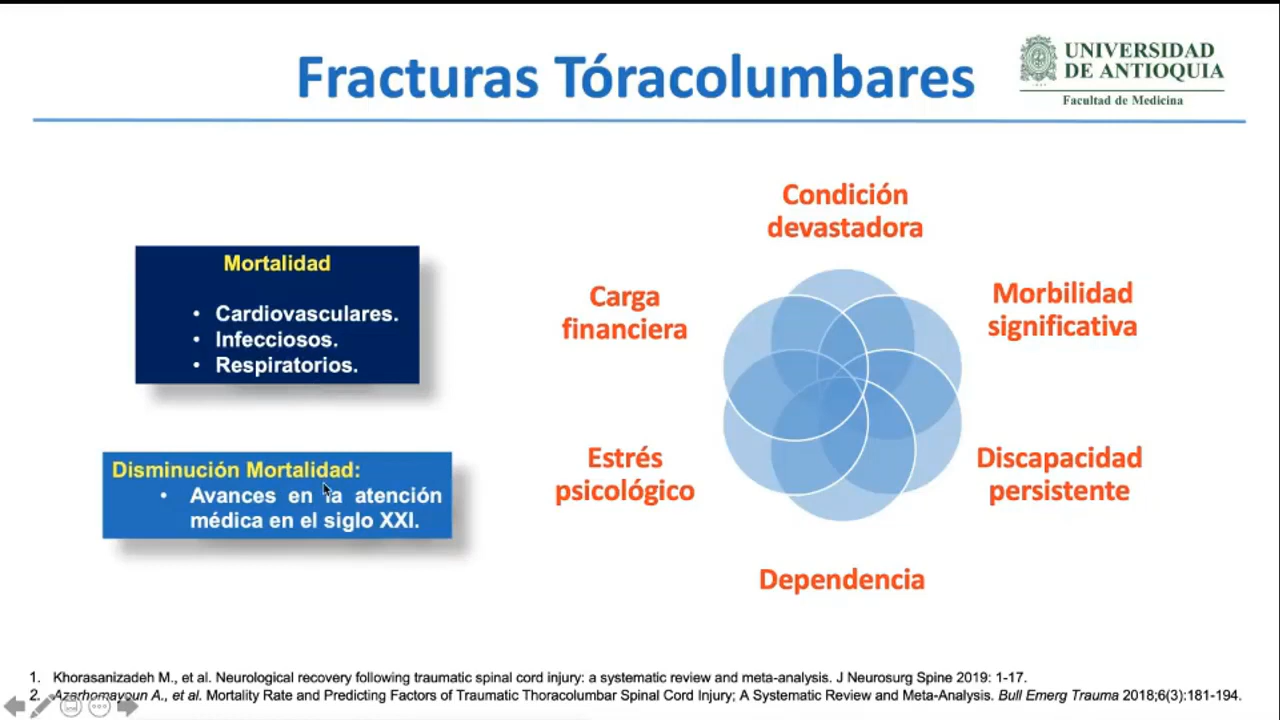 Fracturas Tóracolumbares
UNIVERSIDAD
DE ANTIOQUIA
Facultad de Medicina
Mortalidad
• Cardiovasculares.
• Infecciosos.
• Respiratorios.
Disminución Mortalidad:
• Avances en la atención
médica en el siglo XXI.
Condición
devastadora
Morbilidad
significativa
Discapacidad
persistente
Dependencia
Estrés
psicológico
Carga
financiera
1. Khorasanizadeh M., et al. Neurological recovery following traumatic spinal cord injury: a systematic review and meta-analysis. J Neurosurg Spine 2019: 1-17.
2. Azarhomayoun A., et al. Mortality Rate and Predicting Factors of Traumatic Thoracolumbar Spinal Cord Injury; A Systematic Review and Meta-Analysis. Bull Emerg Trauma 2018;6(3):181-194.